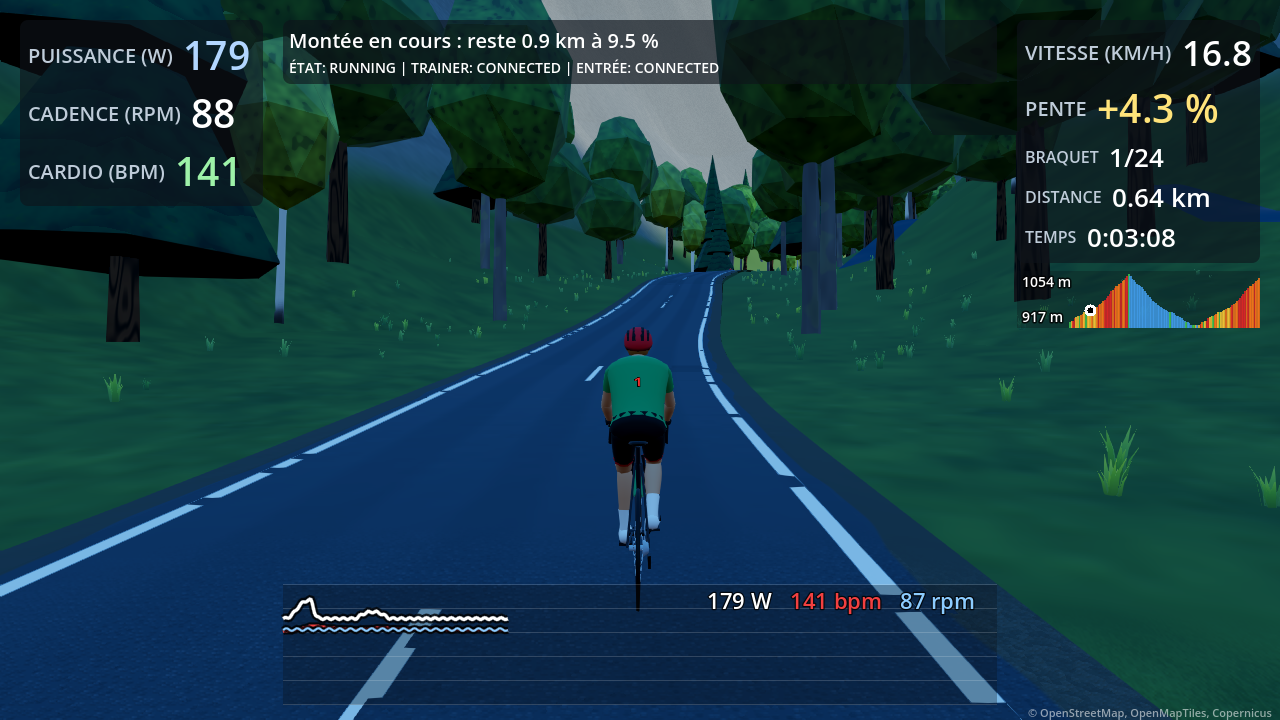 PUISSANCE (W) 179
CADENCE (RPM) 88
CARDIO (BPM) 141
Montée en cours : reste 0.9 km à 9.5 %
ÉTAT: RUNNING | TRAINER: CONNECTED | ENTRÉE: CONNECTED
VITESSE (KM/H) 16.8
PENTE +4.3 %
BRAQUET 1/24
DISTANCE 0.64 km
TEMPS 0:03:08
1054 m
917 m
1
179 W 141 bpm 87 rpm
© OpenStreetMap, OpenMapTiles, Copernicus